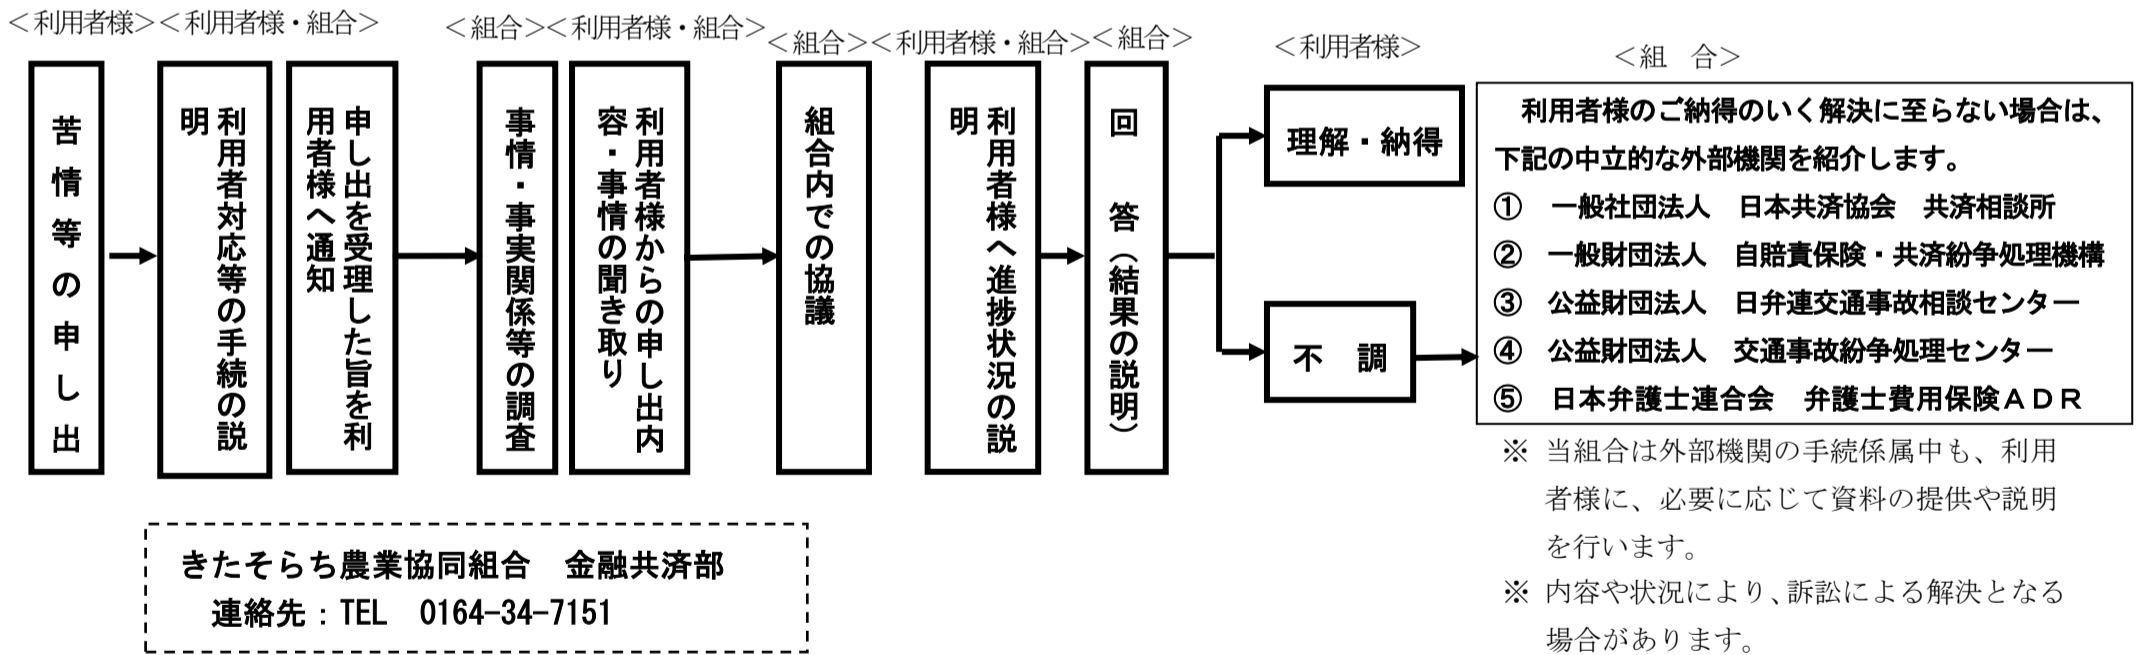 ＜利用者様＞＜利用者様・組合＞
＜組合＞＜利用者様・組合＞
＜組合＞＜利用者様・組合＞
＜組合＞
＜利用者様＞
＜組　合＞
苦情等の申し出
利用者対応等の手続の説
明
申し出を受理した旨を利
用者様へ通知
事情・事実関係等の調査
利用者様からの申し出内
容・事情の聞き取り
組合内での協議
利用者様へ進捗状況の説
明
回　答（結果の説明）
理解・納得
不　調
利用者様のご納得のいく解決に至らない場合は、
下記の中立的な外部機関を紹介します。
①　一般社団法人　日本共済協会　共済相談所
②　一般財団法人　自賠責保険・共済紛争処理機構
③　公益財団法人　日弁連交通事故相談センター
④　公益財団法人　交通事故紛争処理センター
⑤　日本弁護士連合会　弁護士費用保険ＡＤＲ
※ 当組合は外部機関の手続係属中も、利用
者様に、必要に応じて資料の提供や説明
を行います。
※ 内容や状況により、訴訟による解決となる
場合があります。
きたそらち農業協同組合　金融共済部
連絡先：TEL　0164-34-7151